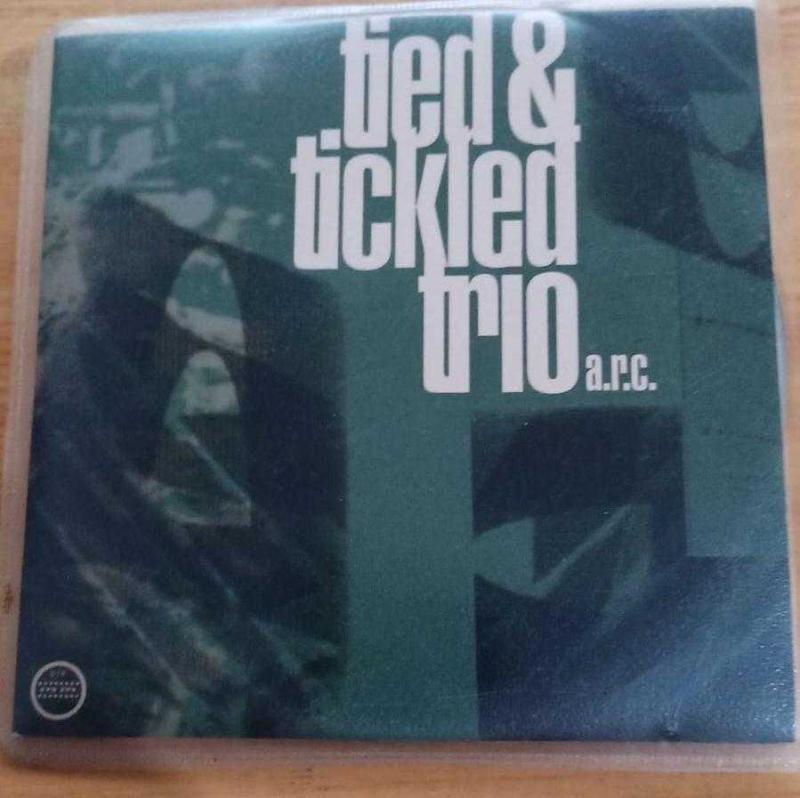 tied &
tickled
trio
a.r.c.